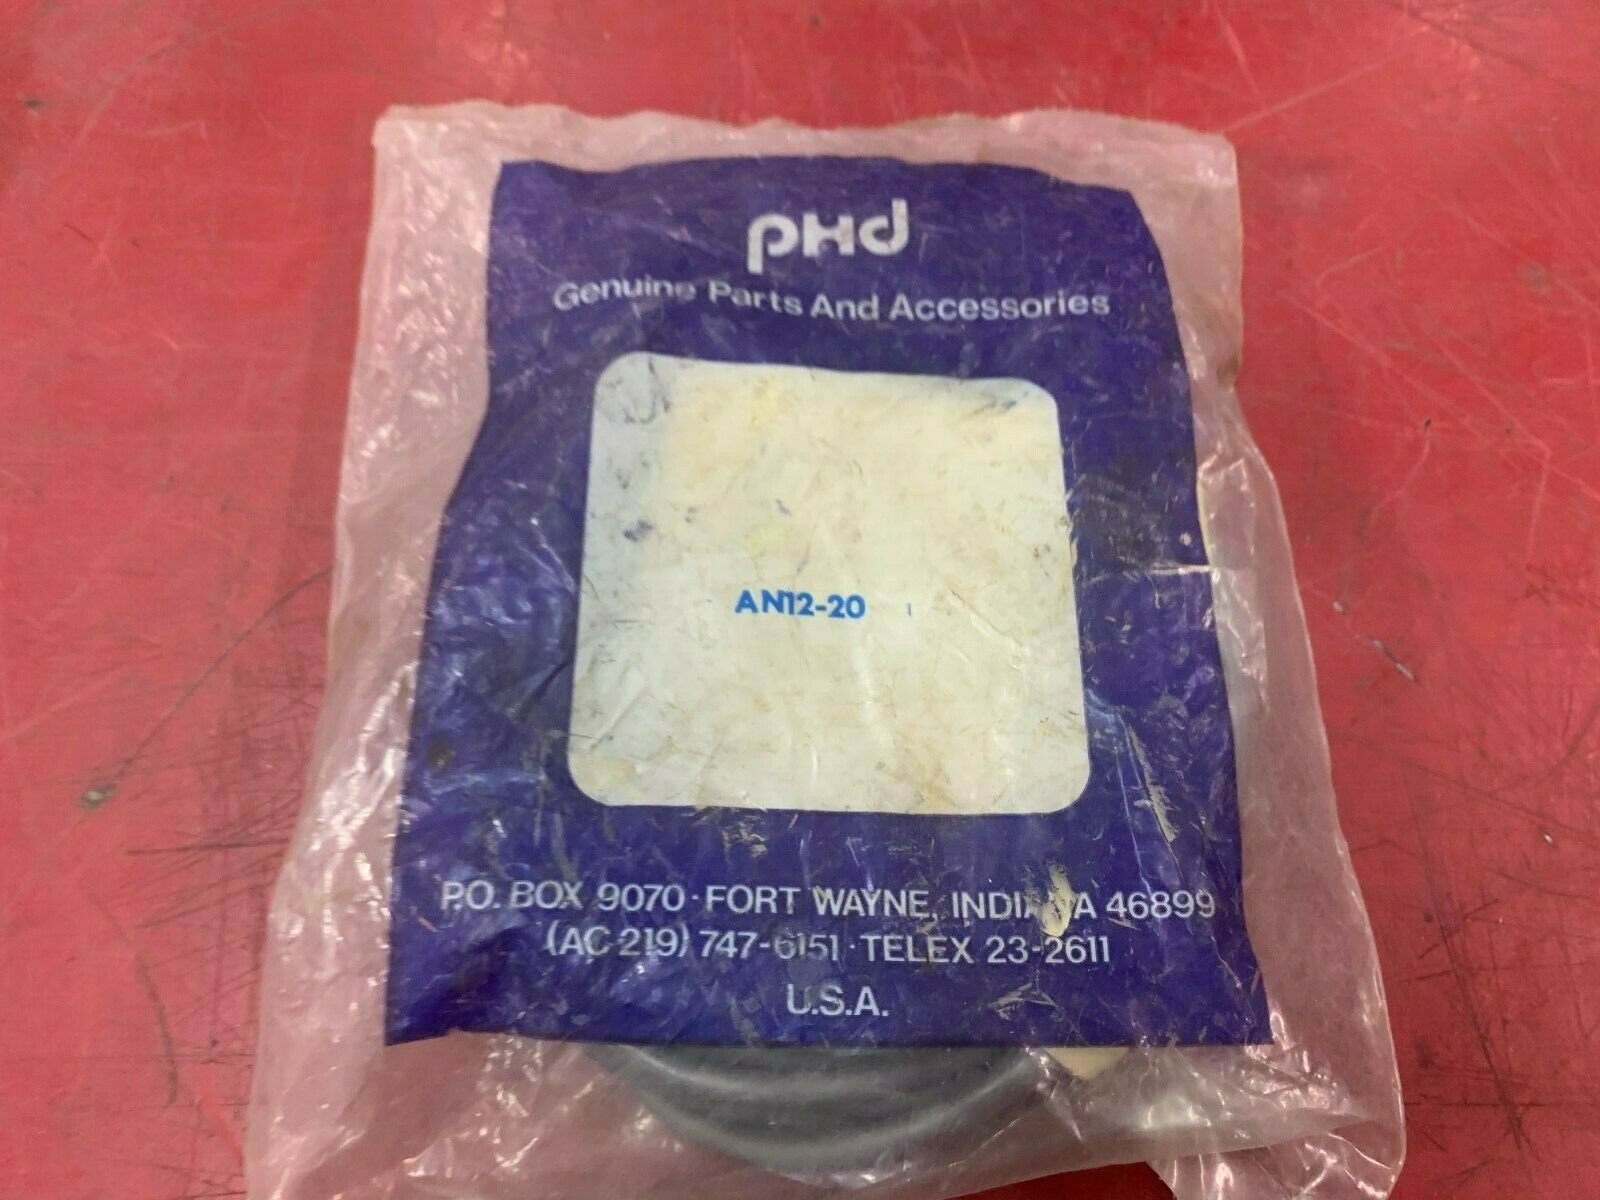 PHD
Genuine Parts And Accessories
AN12-20
P.O. BOX 9070 · FORT WAYNE, INDIANA 46899
(AC 219) 747-6151 · TELEX 23-2611
U.S.A.